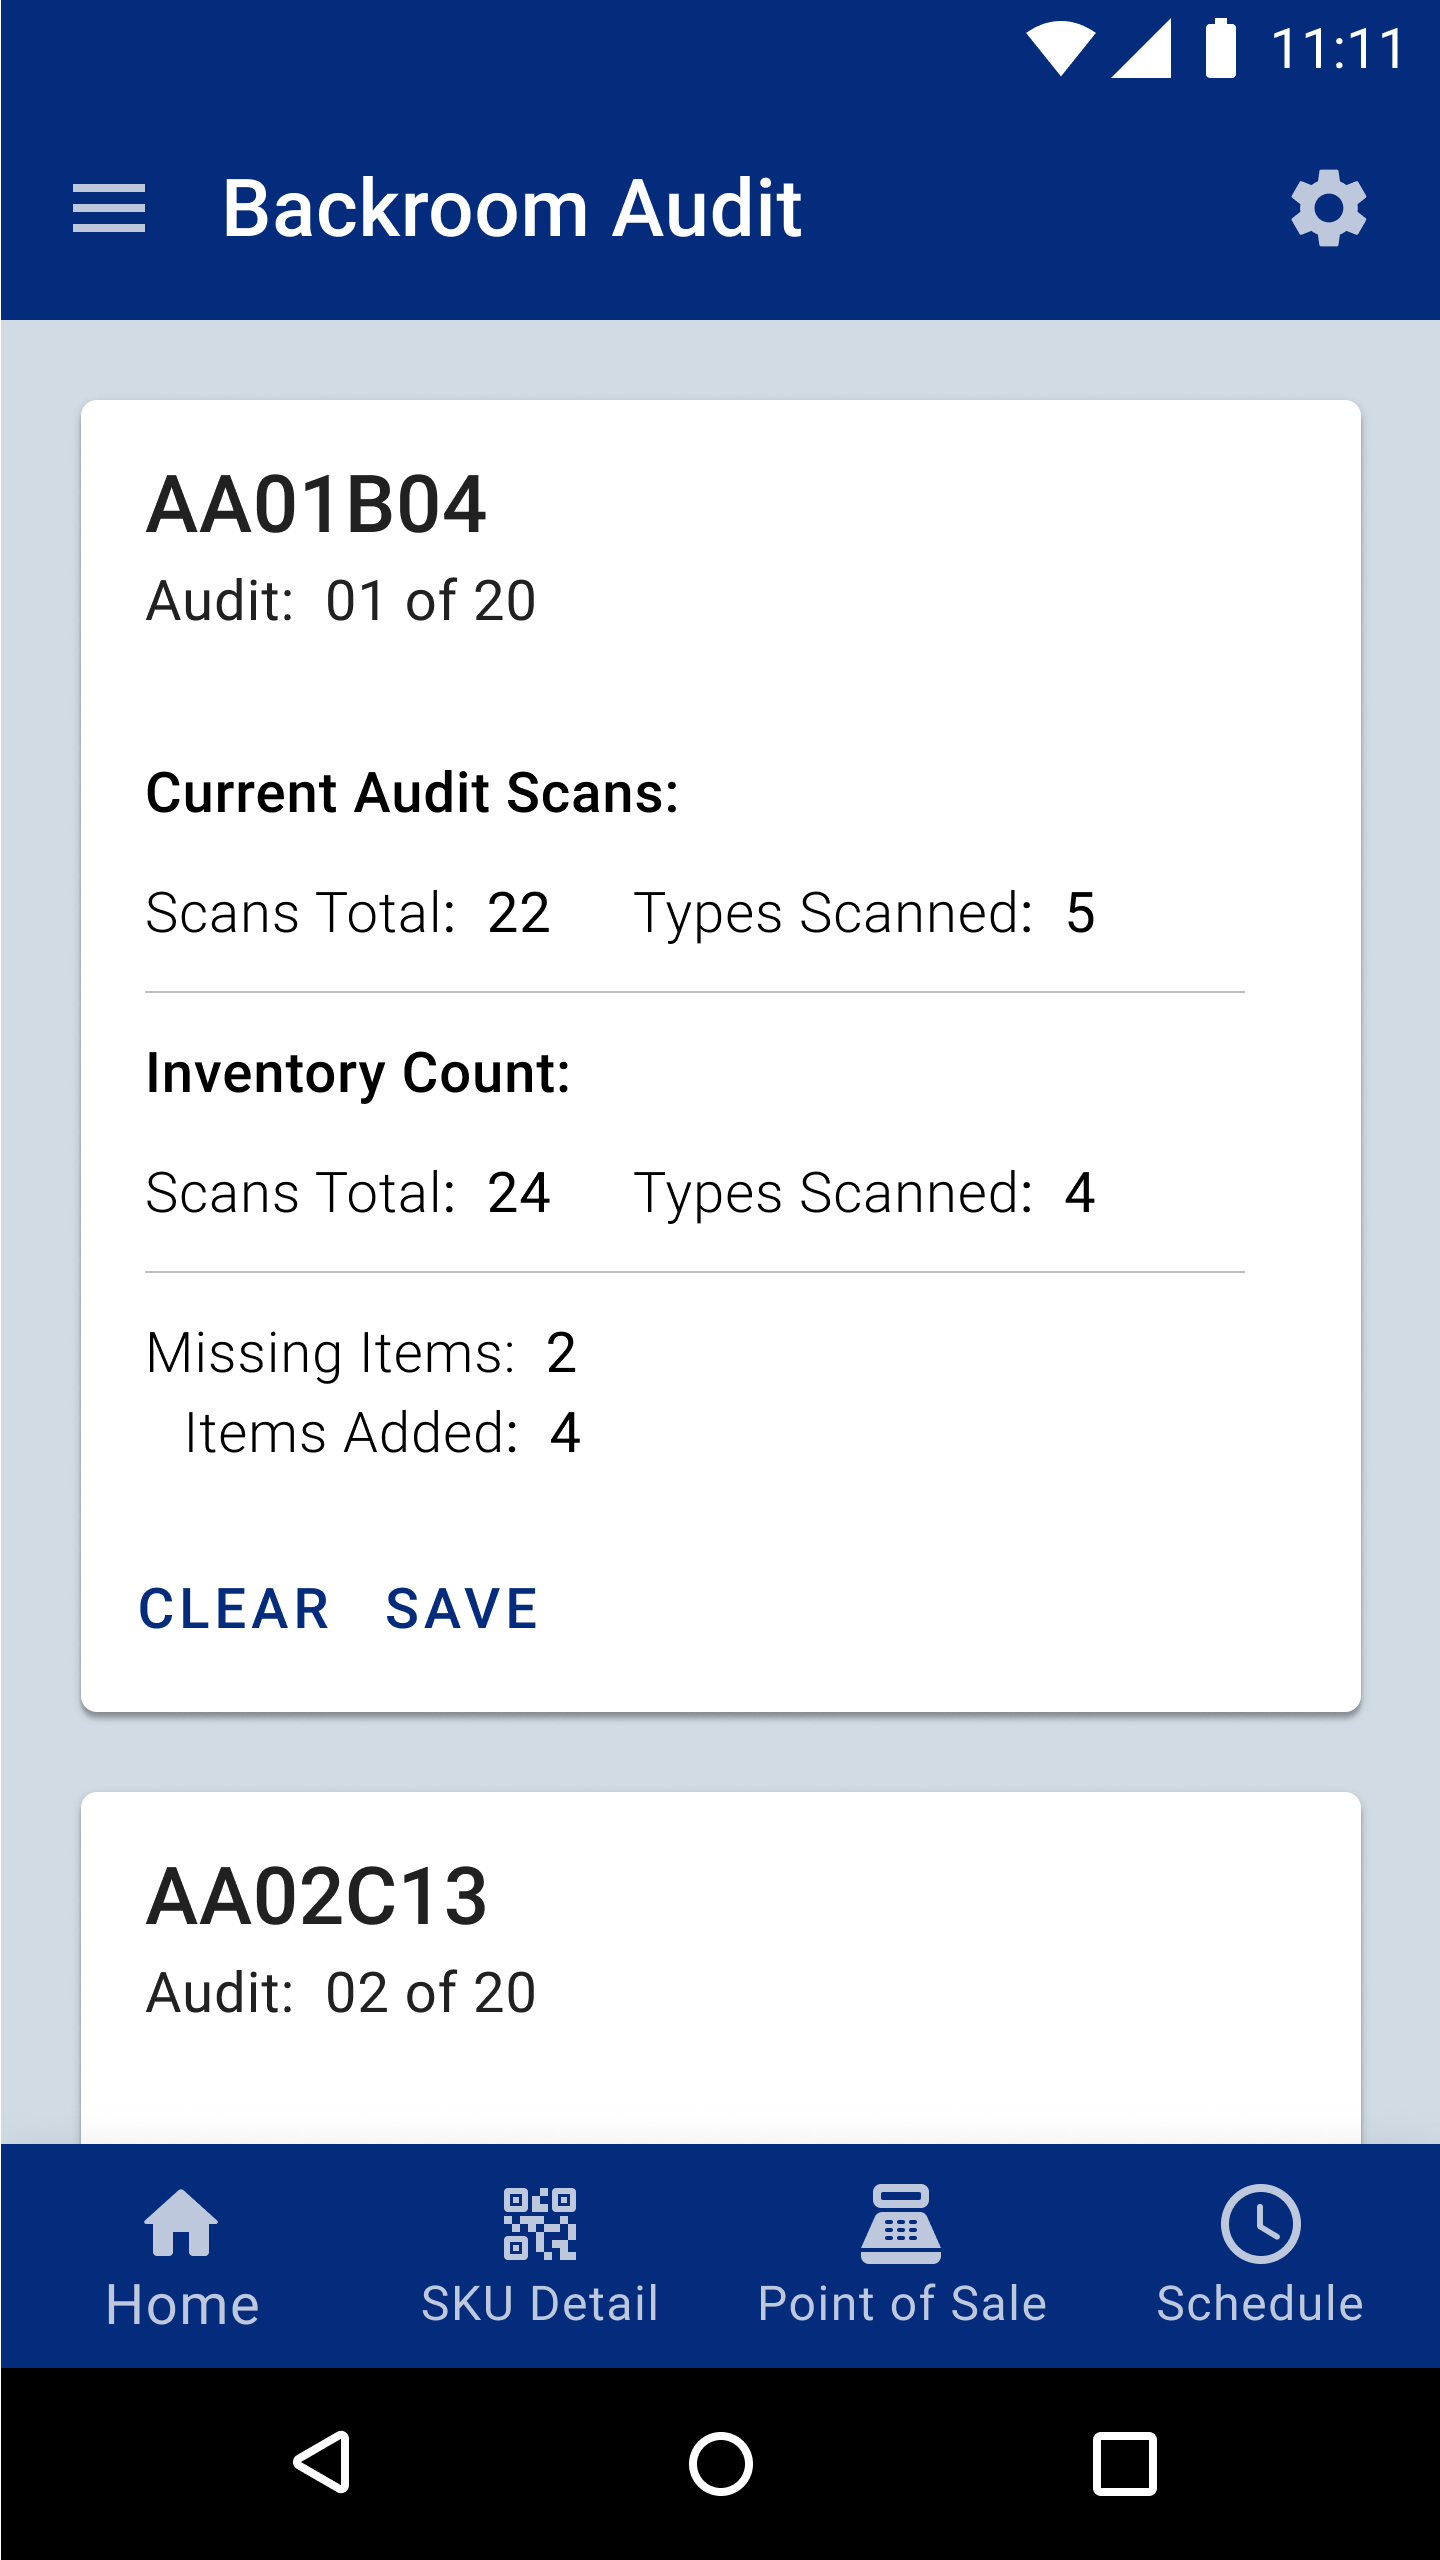 11:11
Backroom Audit
AA01B04
Audit: 01 of 20
Current Audit Scans:
Scans Total: 22 Types Scanned: 5
Inventory Count:
Scans Total: 24 Types Scanned: 4
Missing Items: 2
Items Added: 4
CLEAR SAVE
AA02C13
Audit: 02 of 20
Home SKU Detail Point of Sale Schedule